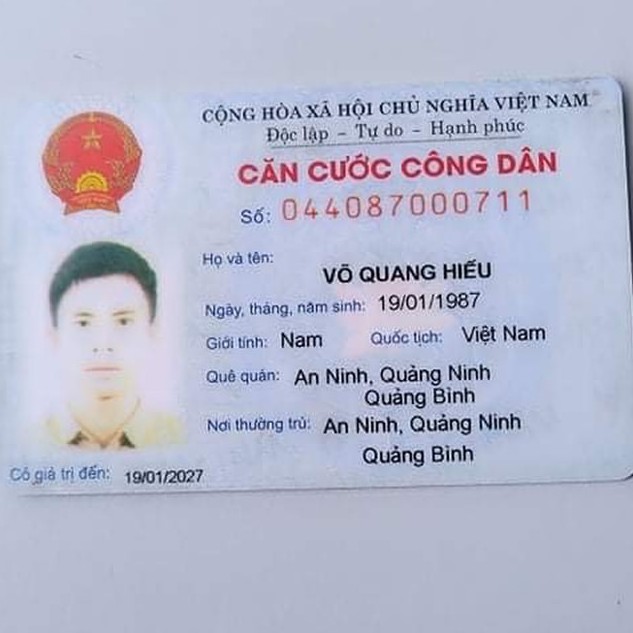 CỘNG HÒA XÃ HỘI CHỦ NGHĨA VIỆT NAM
Độc lập - Tự do - Hạnh phúc
CĂN CƯỚC CÔNG DÂN
Số: 044087000711
Họ và tên:
VÕ QUANG HIẾU
Ngày, tháng, năm sinh: 19/01/1987
Giới tính: Nam Quốc tịch: Việt Nam
Quê quán: An Ninh, Quảng Ninh
Quảng Bình
Nơi thường trú: An Ninh, Quảng Ninh
Quảng Bình
Có giá trị đến: 19/01/2027